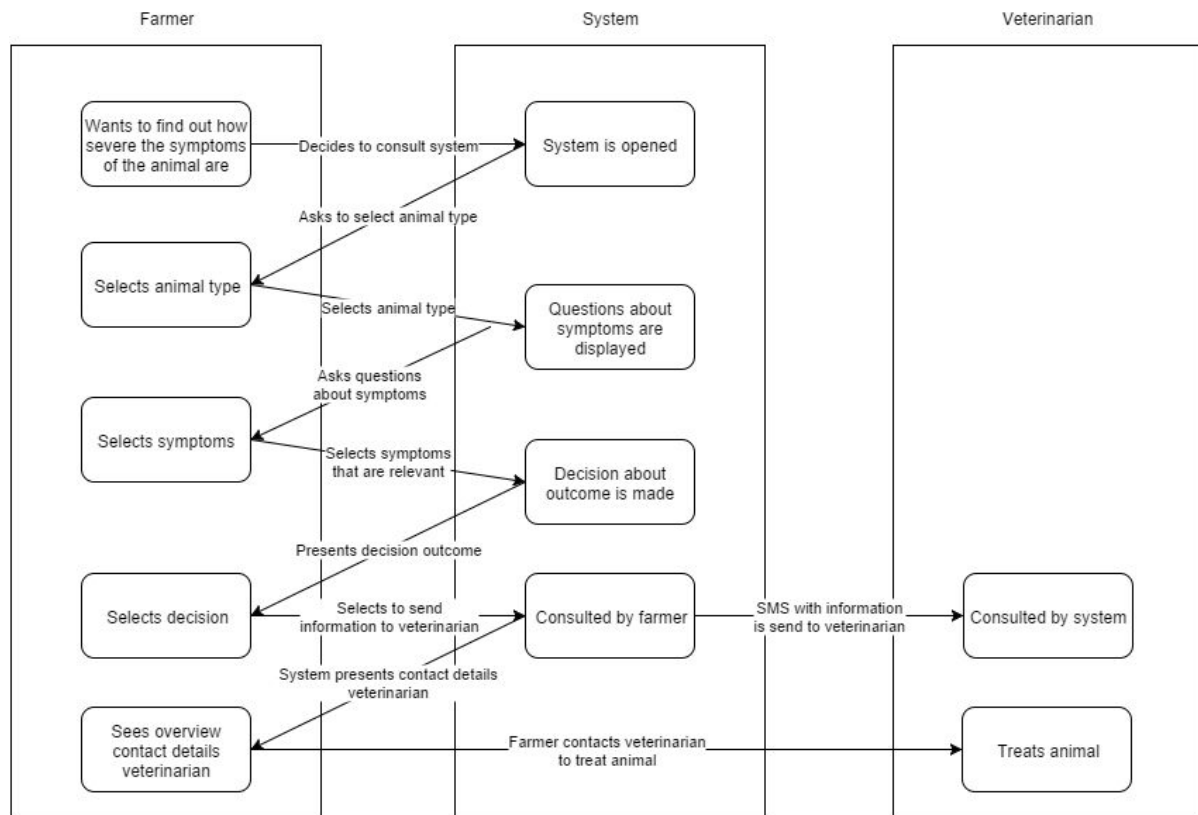 Farmer
System
Veterinarian
Wants to find out how
severe the symptoms
of the animal are
Decides to consult system
System is opened
Asks to select animal type
Selects animal type
Selects animal type
Questions about
symptoms are
displayed
Asks questions
about symptoms
Selects symptoms
Selects symptoms
that are relevant
Decision about
outcome is made
Presents decision outcome
Selects decision
Selects to send
information to veterinarian
Consulted by farmer
SMS with information
is send to veterinarian
Consulted by system
System presents contact details
veterinarian
Sees overview
contact details
veterinarian
Farmer contacts veterinarian
to treat animal
Treats animal